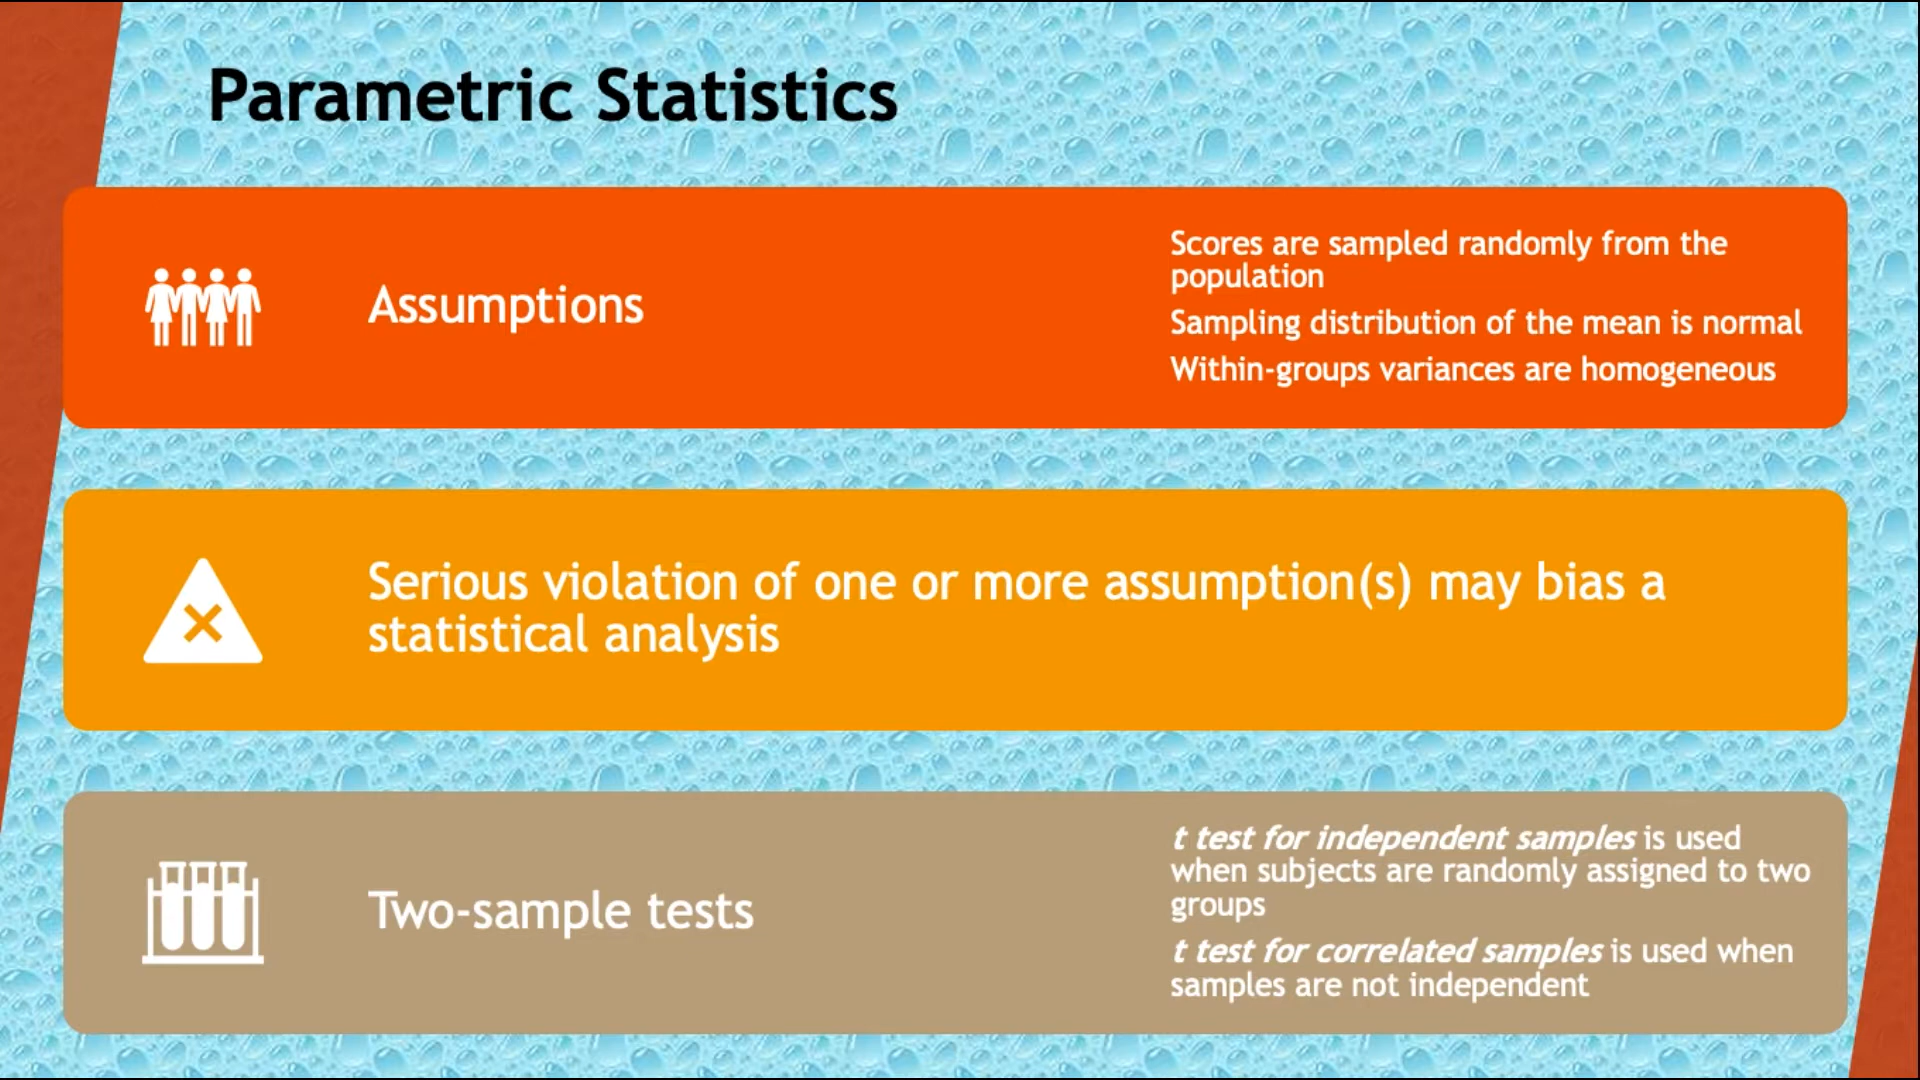 Parametric Statistics
Assumptions
Scores are sampled randomly from the
population
Sampling distribution of the mean is normal
Within-groups variances are homogeneous
Serious violation of one or more assumption(s) may bias a
statistical analysis
Two-sample tests
t test for independent samples is used
when subjects are randomly assigned to two
groups
t test for correlated samples is used when
samples are not independent